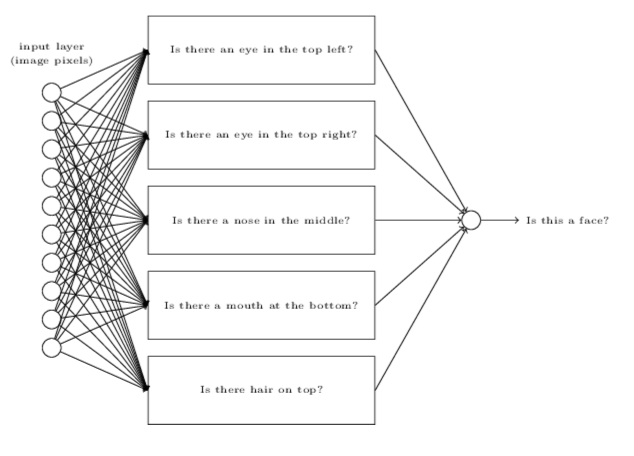 input layer
(image pixels)
Is there an eye in the top left?
Is there an eye in the top right?
Is there a nose in the middle?
Is this a face?
Is there a mouth at the bottom?
Is there hair on top?